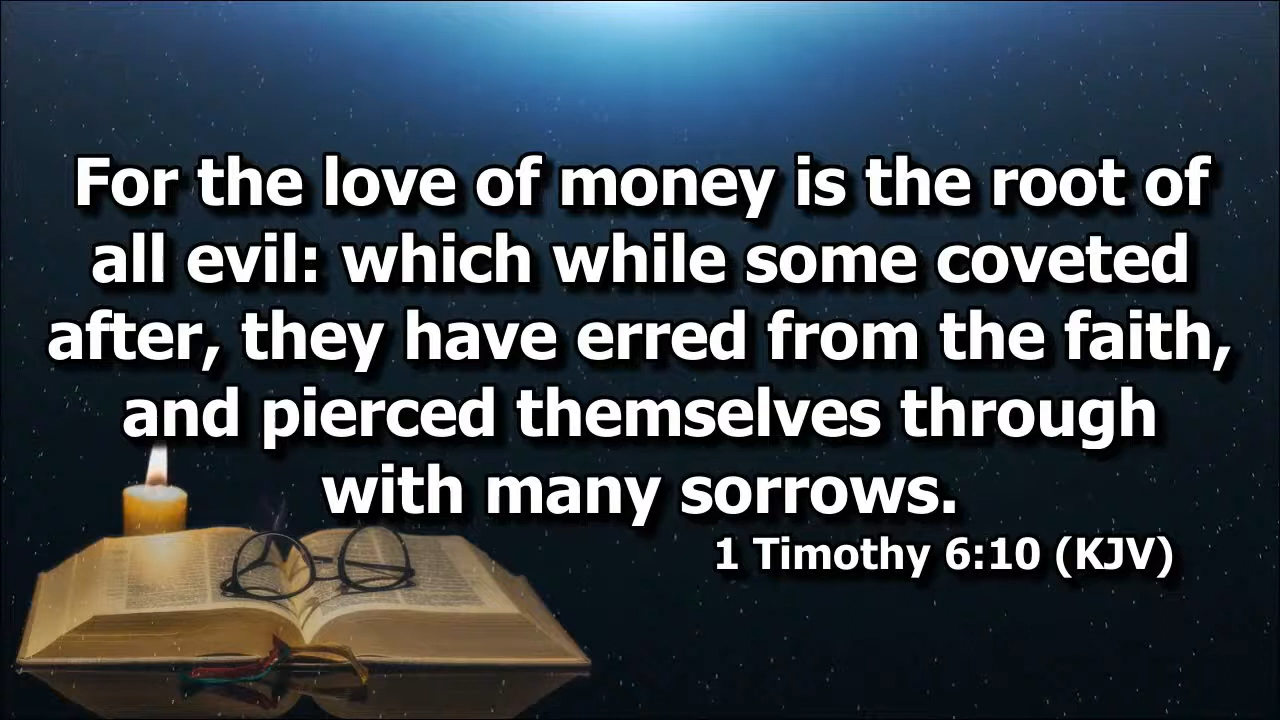 For the love of money is the root of
all evil: which while some coveted
after, they have erred from the faith,
and pierced themselves through
with many sorrows.
1 Timothy 6:10 (KJV)